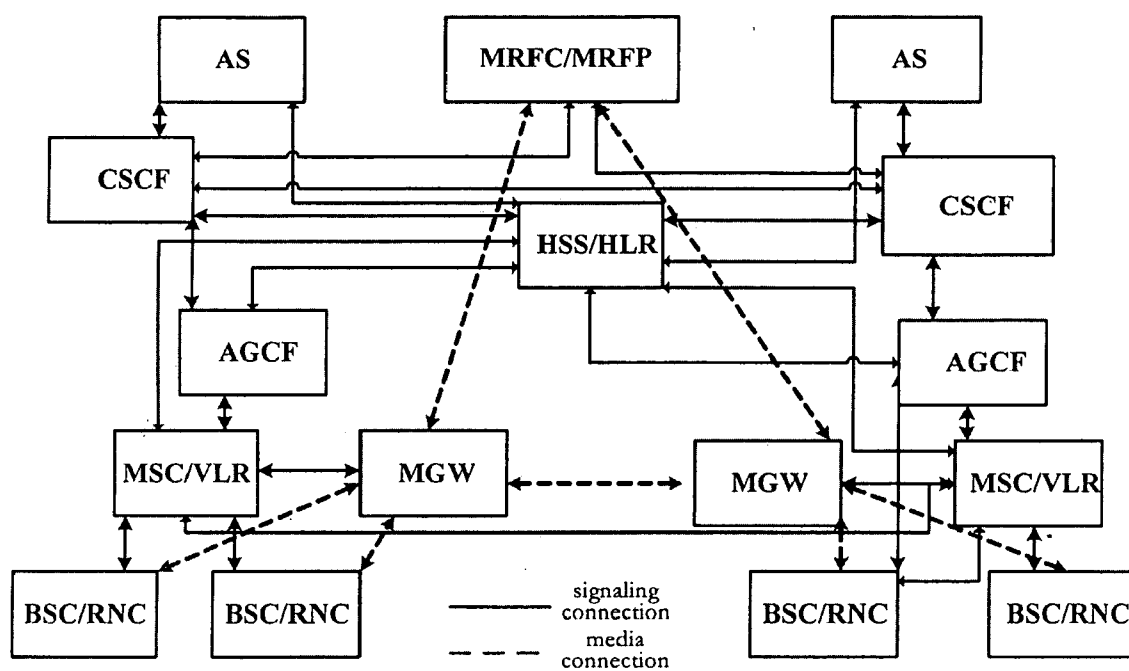 AS
MRFC/MRFP
AS
CSCF
CSCF
HSS/HLR
AGCF
AGCF
MSC/VLR
MGW
MGW
MSC/VLR
BSC/RNC
BSC/RNC
BSC/RNC
BSC/RNC
signaling
connection
media
connection